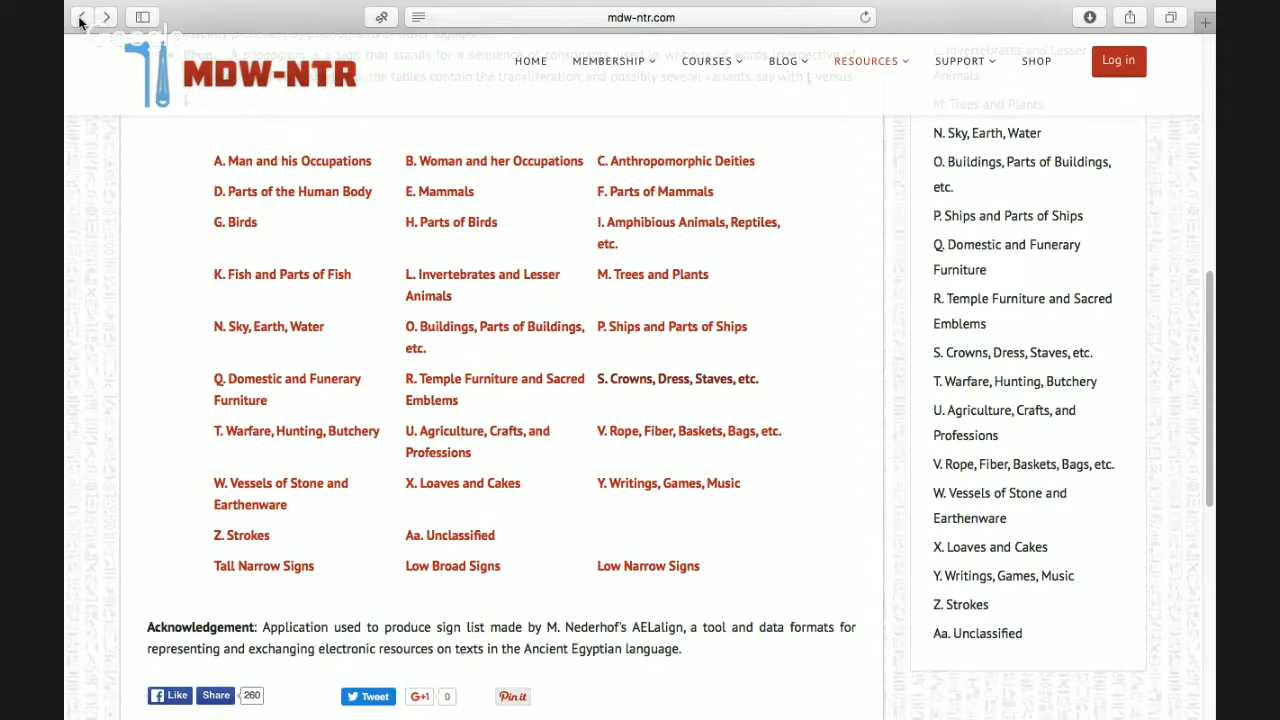 mdw-ntr.com
MDW-NTR
HOME MEMBERSHIP COURSES BLOG RESOURCES SUPPORT SHOP Log in
L. Invertebrates and Lesser
Animals
M. Trees and Plants
A. Man and his Occupations B. Woman and her Occupations C. Anthropomorphic Deities
D. Parts of the Human Body E. Mammals F. Parts of Mammals
G. Birds H. Parts of Birds I. Amphibious Animals, Reptiles,
etc.
K. Fish and Parts of Fish L. Invertebrates and Lesser M. Trees and Plants
Animals
N. Sky, Earth, Water O. Buildings, Parts of Buildings, P. Ships and Parts of Ships
etc.
Q. Domestic and Funerary R. Temple Furniture and Sacred S. Crowns, Dress, Staves, etc.
Furniture Emblems
T. Warfare, Hunting, Butchery U. Agriculture, Crafts, and V. Rope, Fiber, Baskets, Bags, etc.
Professions
W. Vessels of Stone and X. Loaves and Cakes Y. Writings, Games, Music
Earthenware
Z. Strokes Aa. Unclassified
Tall Narrow Signs Low Broad Signs Low Narrow Signs
Acknowledgement: Application used to produce sign list made by M. Nederhof's AELalign, a tool and data formats for
representing and exchanging electronic resources on texts in the Ancient Egyptian language.
Like Share 260 Tweet G+1 0 Pin it
N. Sky, Earth, Water
O. Buildings, Parts of Buildings,
etc.
P. Ships and Parts of Ships
Q. Domestic and Funerary
Furniture
R. Temple Furniture and Sacred
Emblems
S. Crowns, Dress, Staves, etc.
T. Warfare, Hunting, Butchery
U. Agriculture, Crafts, and
Professions
V. Rope, Fiber, Baskets, Bags, etc.
W. Vessels of Stone and
Earthenware
X. Loaves and Cakes
Y. Writings, Games, Music
Z. Strokes
Aa. Unclassified